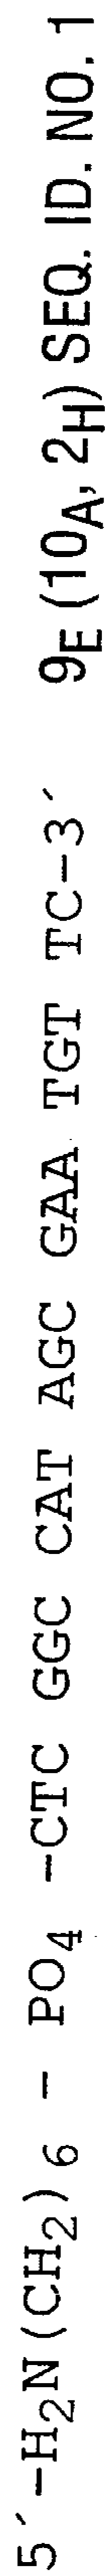 5´-H₂N(CH₂)₆ - PO₄ -CTC GGC CAT AGC GAA TGT TC-3´ 9E (10A, 2H) SEQ. ID. NO. 1